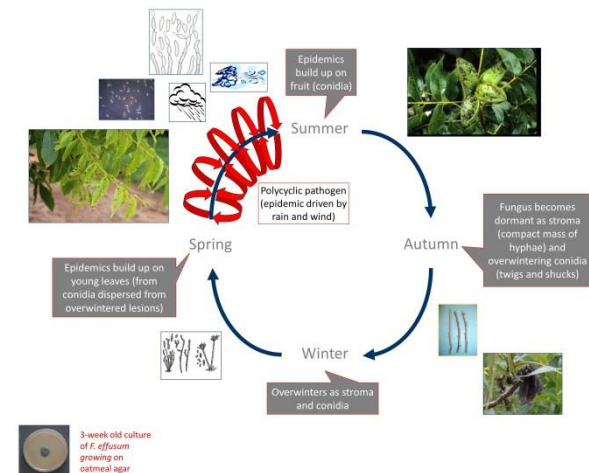 Epidemics
build up on
fruit (conidia)
Summer
Polycyclic pathogen
(epidemic driven by
rain and wind)
Fungus becomes
dormant as stroma
(compact mass of
hyphae) and
overwintering conidia
(twigs and shucks)
Spring
Autumn
Epidemics build up on
young leaves (from
conidia dispersed from
overwintered lesions)
Winter
Overwinters as stroma
and conidia
3-week old culture
of F. effusum
growing on
oatmeal agar